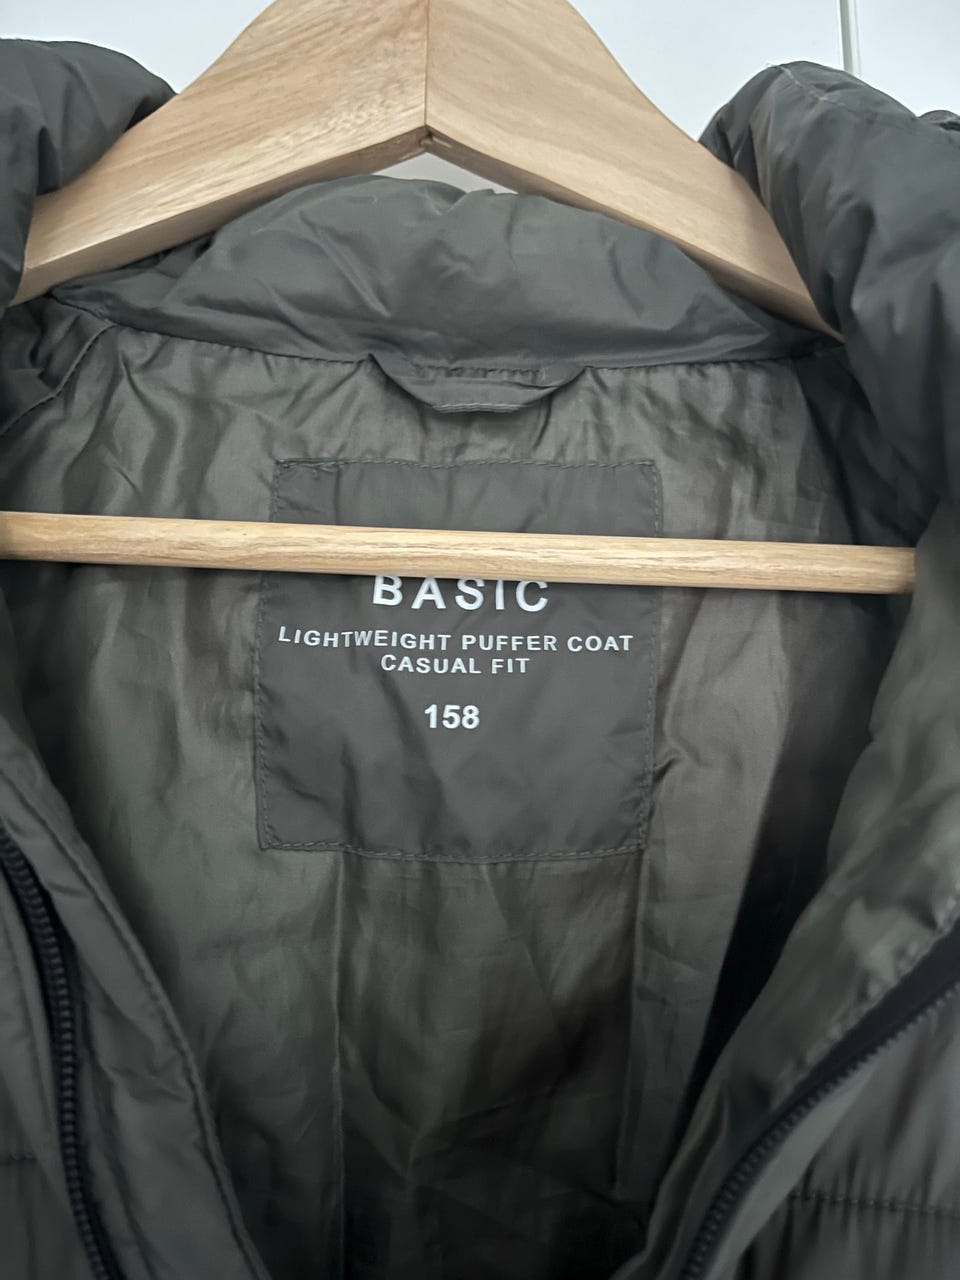 BASIC
LIGHTWEIGHT PUFFER COAT
CASUAL FIT
158